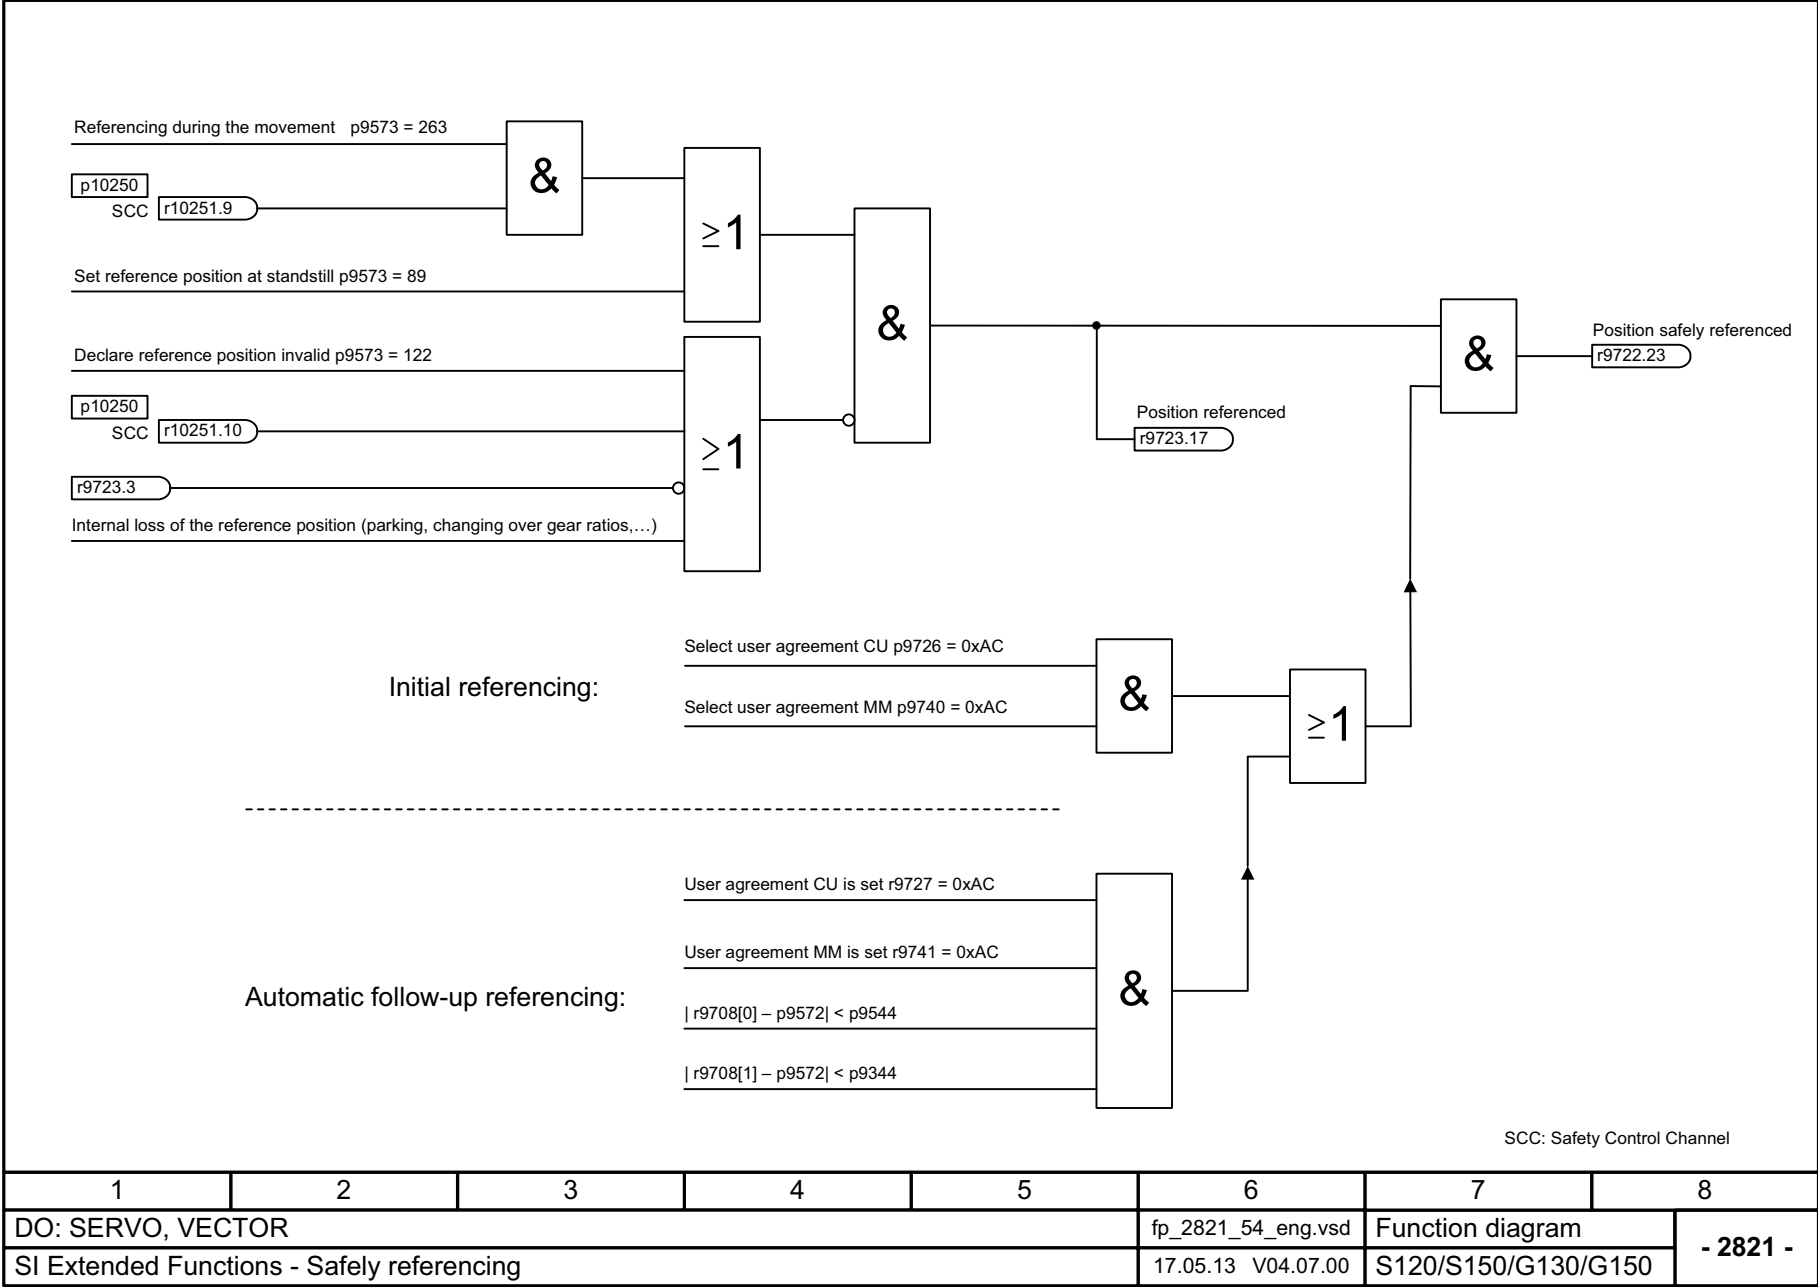 Referencing during the movement p9573 = 263
&
p10250
SCC r10251.9
≥1
Set reference position at standstill p9573 = 89
&
Position safely referenced
&
r9722.23
Declare reference position invalid p9573 = 122
p10250
SCC r10251.10
Position referenced
r9723.17
≥1
r9723.3
Internal loss of the reference position (parking, changing over gear ratios,…)
Select user agreement CU p9726 = 0xAC
Initial referencing:
&
Select user agreement MM p9740 = 0xAC
≥1
User agreement CU is set r9727 = 0xAC
User agreement MM is set r9741 = 0xAC
&
Automatic follow-up referencing:
| r9708[0] – p9572| < p9544
| r9708[1] – p9572| < p9344
SCC: Safety Control Channel
1 2 3 4 5 6 7 8
DO: SERVO, VECTOR fp_2821_54_eng.vsd Function diagram
- 2821 -
SI Extended Functions - Safely referencing 17.05.13 V04.07.00 S120/S150/G130/G150